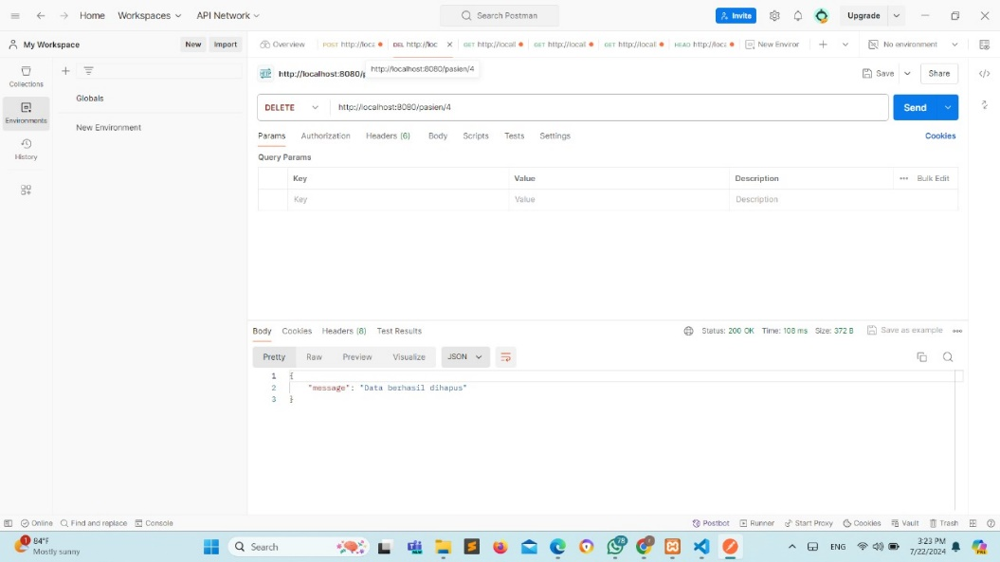 Home Workspaces API Network Search Postman Invite Upgrade
My Workspace New Import Overview POST http://loca DEL http://loc GET http://local GET http://local GET http://local HEAD http://loca New Environ No environment
Collections
Environments
History
Globals
New Environment
http://localhost:8080/p
http://localhost:8080/pasien/4
Save Share
DELETE http://localhost:8080/pasien/4 Send
Params Authorization Headers (6) Body Scripts Tests Settings Cookies
Query Params
Key Value Description Bulk Edit
Key Value Description
Body Cookies Headers (8) Test Results Status: 200 OK Time: 108 ms Size: 372 B Save as example
Pretty Raw Preview Visualize JSON
1 {
2 "message": "Data berhasil dihapus"
3 }
Online Find and replace Console Postbot Runner Start Proxy Cookies Vault Trash
1 84°F
Mostly sunny
Search
78
ENG
3:23 PM
7/22/2024